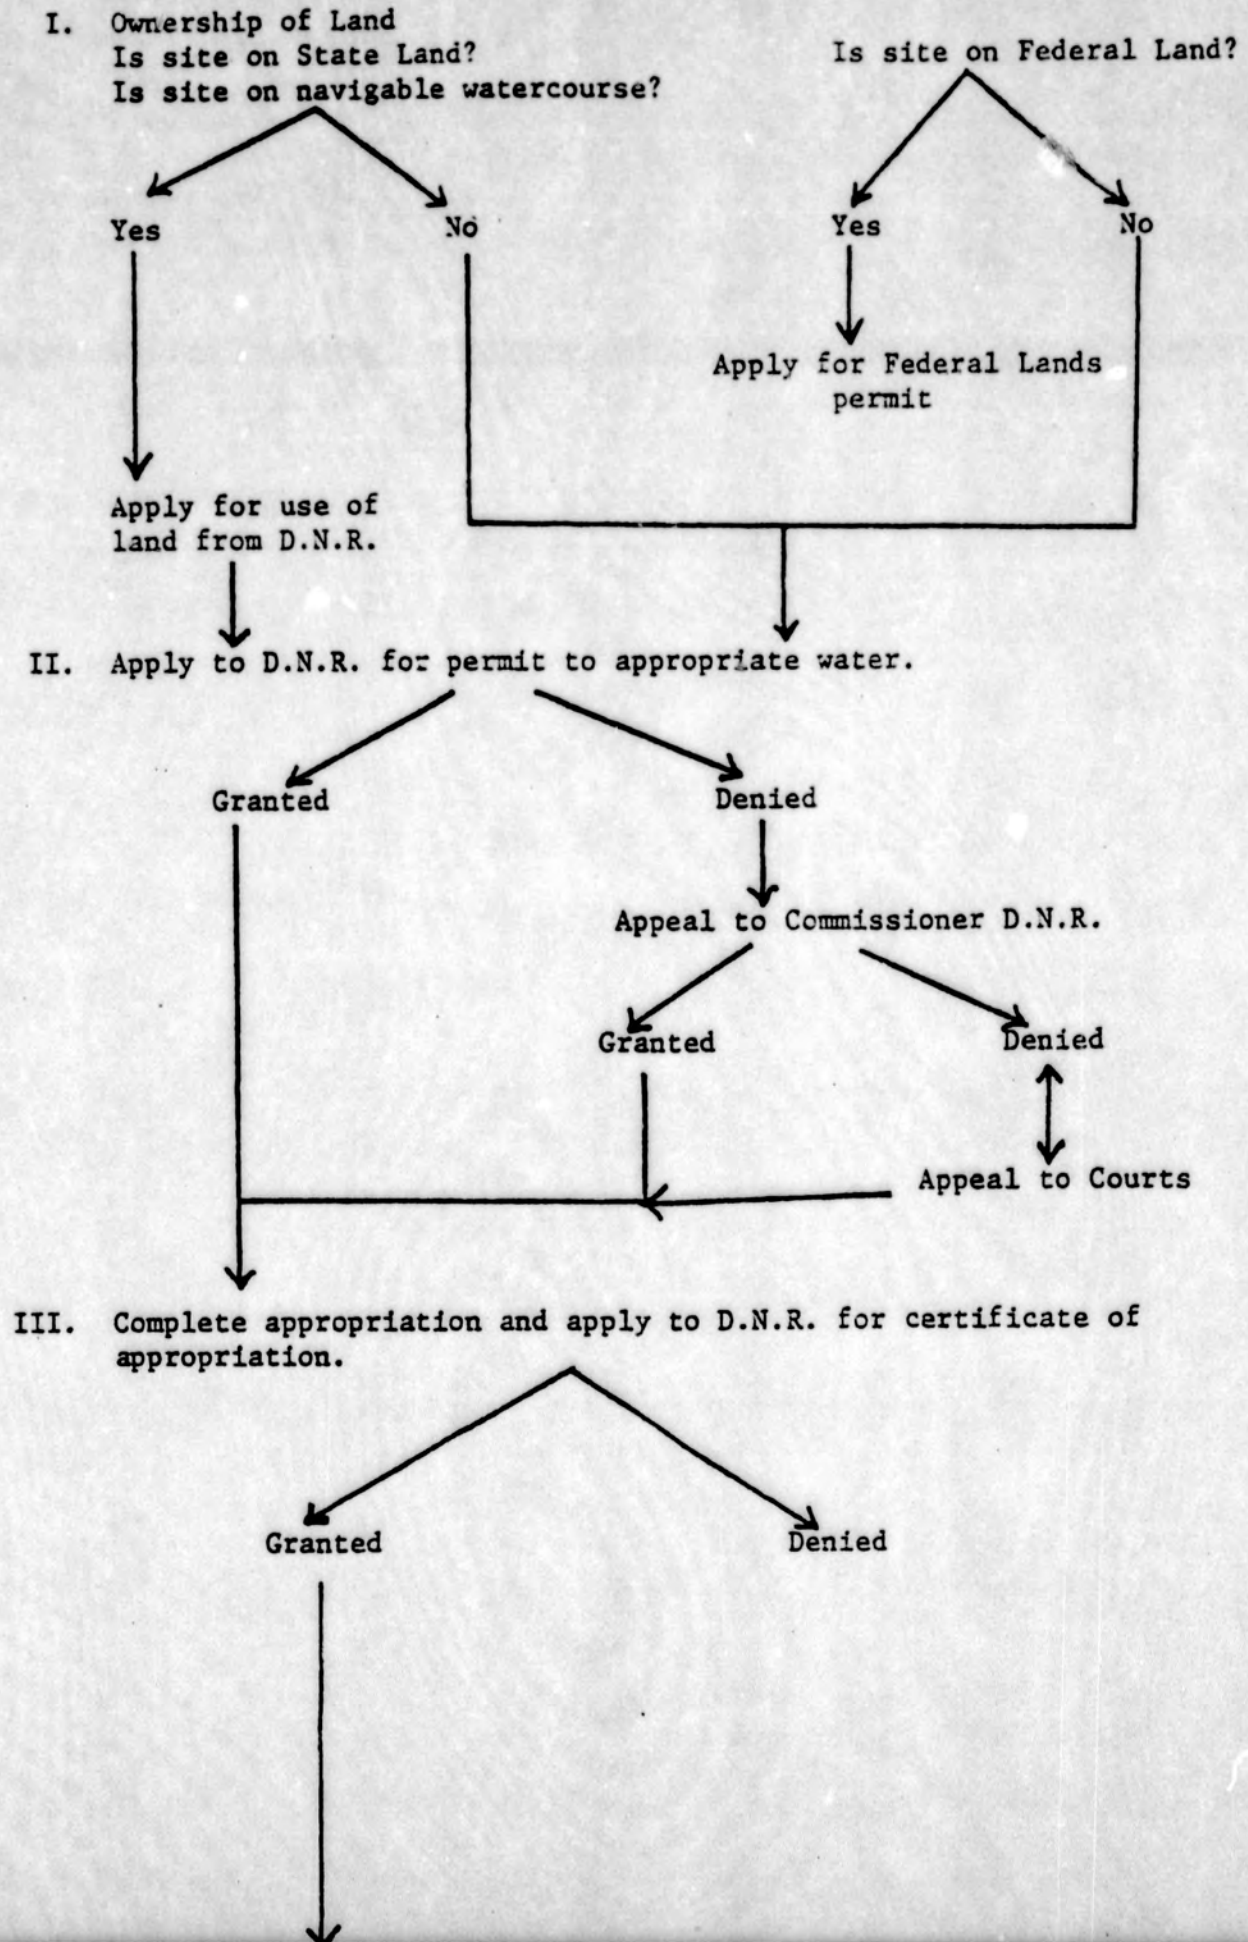 I. Ownership of Land
Is site on State Land?
Is site on navigable watercourse?
Is site on Federal Land?
Yes
No
Yes
No
Apply for Federal Lands
permit
Apply for use of
land from D.N.R.
II. Apply to D.N.R. for permit to appropriate water.
Granted
Denied
Appeal to Commissioner D.N.R.
Granted
Denied
Appeal to Courts
III. Complete appropriation and apply to D.N.R. for certificate of
appropriation.
Granted
Denied